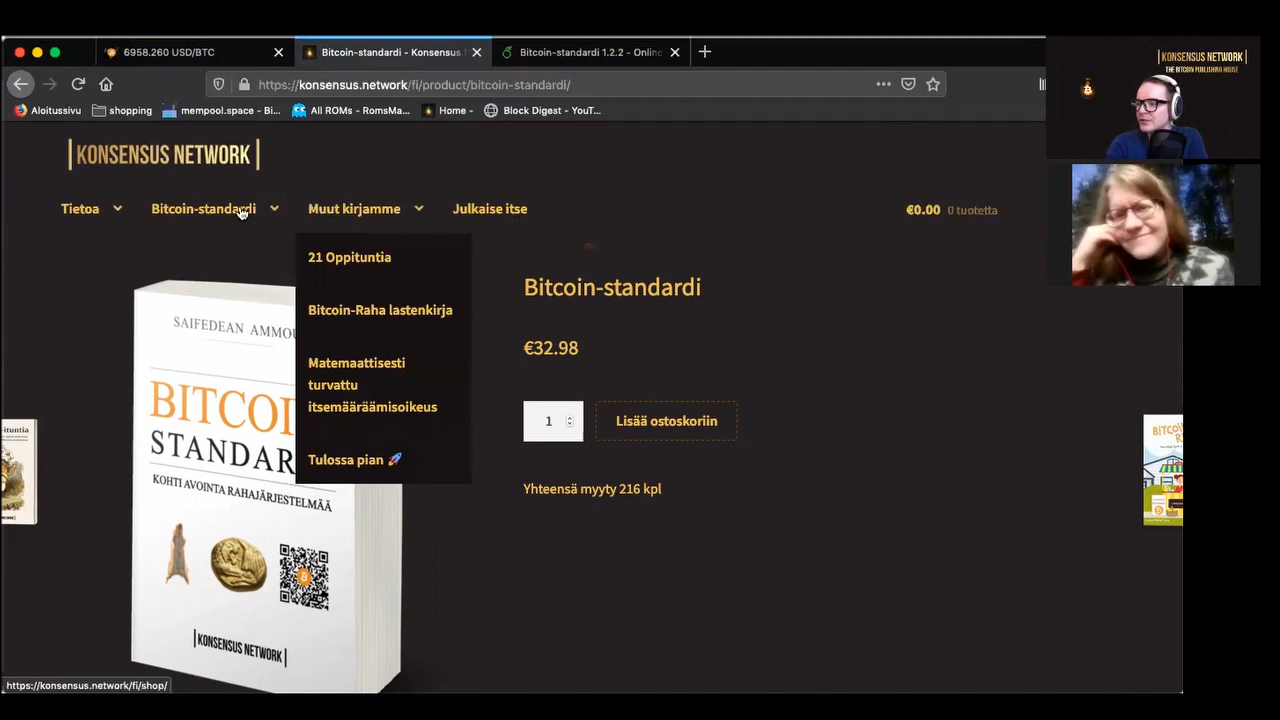 6958.260 USD/BTC
Bitcoin-standardi - Konsensus
Bitcoin-standardi 1.2.2 - Online
https://konsensus.network/fi/product/bitcoin-standardi/
Aloitussivu
shopping
mempool.space - Bi...
All ROMs - RomsMa...
Home -
Block Digest - YouT...
|KONSENSUS NETWORK|
THE BITCOIN PUBLISHING HOUSE
|KONSENSUS NETWORK|
Tietoa
Bitcoin-standardi
Muut kirjamme
Julkaise itse
€0.00 0 tuotetta
21 Oppituntia
Bitcoin-Raha lastenkirja
Matemaattisesti
turvattu
itsemääräämisoikeus
Tulossa pian 🚀
SAIFEDEAN AMMOU
BITCOI
STANDAR
KOHTI AVOINTA RAHAJÄRJESTELMÄÄ
|KONSENSUS NETWORK|
Bitcoin-standardi
€32.98
1
Lisää ostoskoriin
Yhteensä myyty 216 kpl
ituntia
BITCOI
https://konsensus.network/fi/shop/